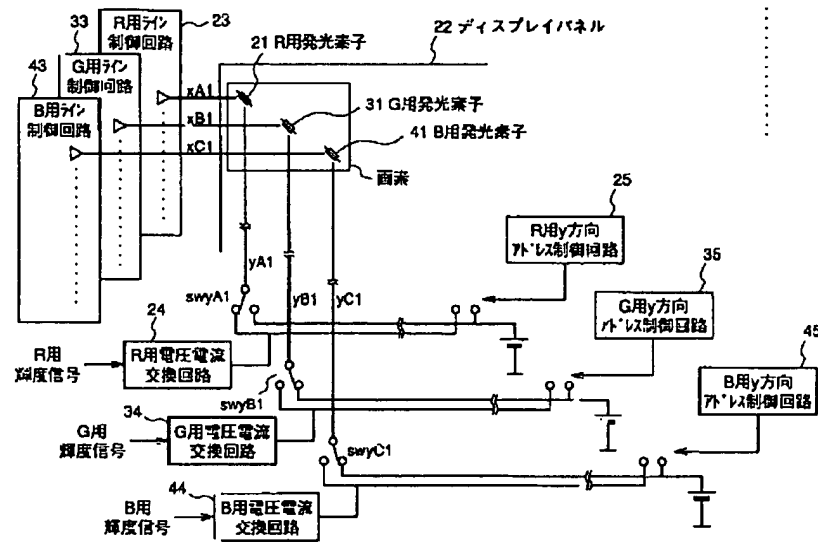 R用ライン
制御回路
23
33
G用ライン
制御回路
43
B用ライン
制御回路
22 ディスプレイパネル
21 R用発光素子
31 G用発光素子
41 B用発光素子
画素
xA1
xB1
xC1
yA1
yB1
yC1
swyA1
swyB1
swyC1
25
R用y方向
アドレス制御回路
35
G用y方向
アドレス制御回路
45
B用y方向
アドレス制御回路
R用
輝度信号
24
R用電圧電流
交換回路
G用
輝度信号
34
G用電圧電流
交換回路
B用
輝度信号
44
B用電圧電流
交換回路